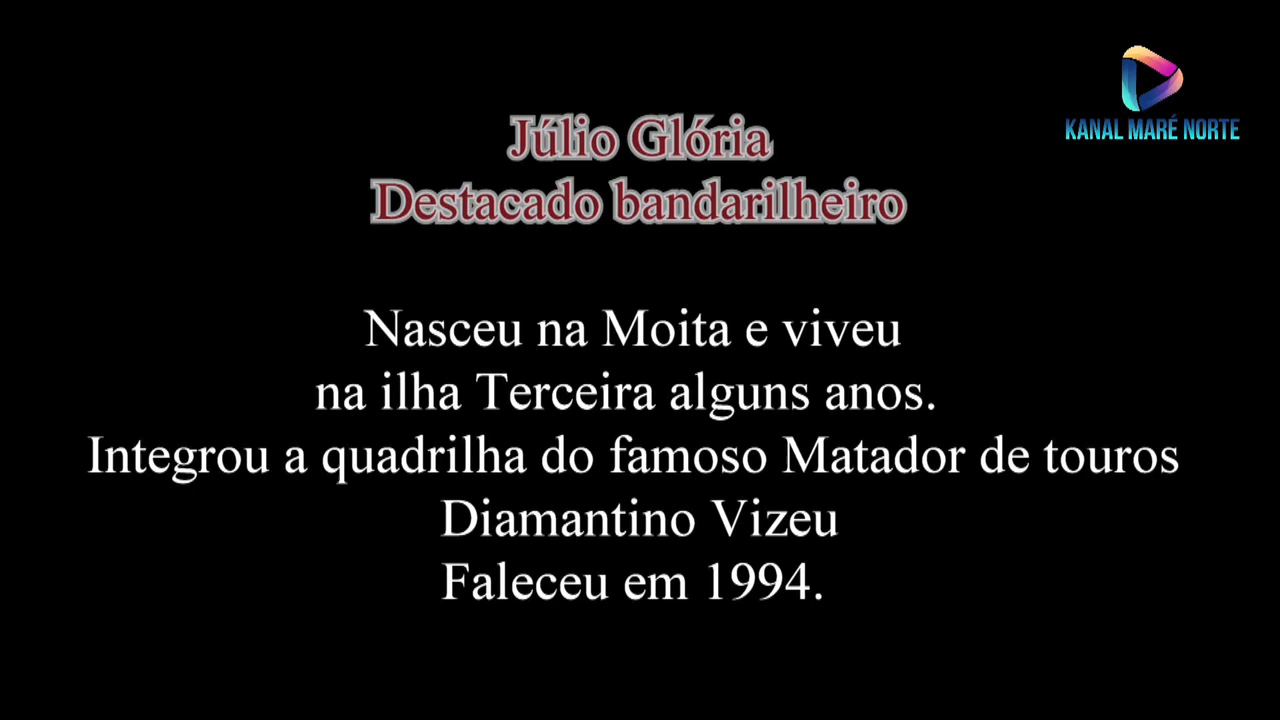 KANAL MARÉ NORTE
Júlio Glória
Destacado bandarilheiro
Nasceu na Moita e viveu
na ilha Terceira alguns anos.
Integrou a quadrilha do famoso Matador de touros
Diamantino Vizeu
Faleceu em 1994.